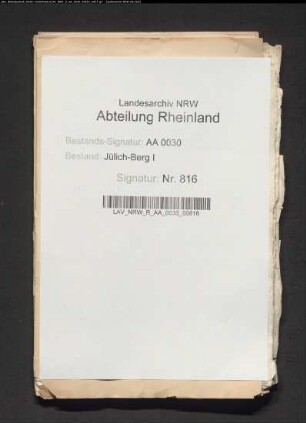 Landesarchiv NRW
Abteilung Rheinland
Bestands-Signatur: AA 0030
Bestand: Jülich-Berg I
Signatur: Nr. 816
LAV_NRW_R_AA_0030_00816